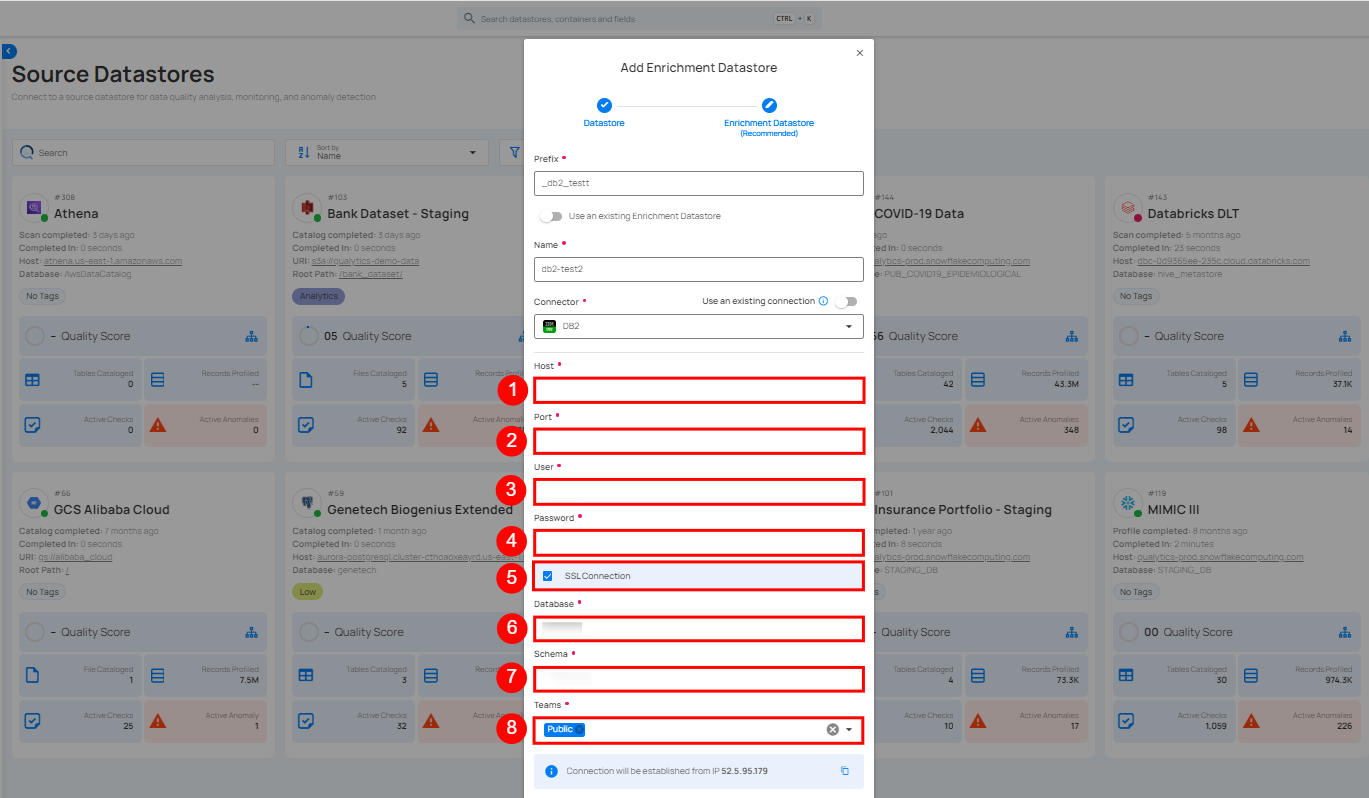 Search datastores, containers and fields
CTRL + K
Source Datastores
Connect to a source datastore for data quality analysis, monitoring, and anomaly detection
Search
Sort by
Name
#308
Athena
Scan completed: 3 days ago
Completed In: 0 seconds
Host: athena.us-east-1.amazonaws.com
Database: AwsDataCatalog
No Tags
– Quality Score
Tables Cataloged
0
Records Profiled
--
Active Checks
0
Active Anomalies
0
#103
Bank Dataset - Staging
Catalog completed: 3 days ago
Completed In: 0 seconds
URI: s3a://qualytics-demo-data
Root Path: /bank_dataset/
Analytics
05 Quality Score
Files Cataloged
5
Records Prof
Active Checks
92
Active Anoma
#144
COVID-19 Data
ago
n: 0 seconds
alytics-prod.snowflakecomputing.com
e: PUB_COVID19_EPIDEMIOLOGICAL
66 Quality Score
Tables Cataloged
42
Records Profiled
43.3M
Active Checks
2,044
Active Anomalies
348
#143
Databricks DLT
Scan completed: 5 months ago
Completed In: 23 seconds
Host: dbc-0d9365ee-235c.cloud.databricks.com
Database: hive_metastore
No Tags
– Quality Score
Tables Cataloged
5
Records Profiled
37.1K
Active Checks
98
Active Anomalies
14
#66
GCS Alibaba Cloud
Catalog completed: 7 months ago
Completed In: 0 seconds
URI: gs://alibaba_cloud
Root Path: /
No Tags
– Quality Score
File Cataloged
1
Records Profiled
7.5M
Active Checks
25
Active Anomaly
1
#59
Genetech Biogenius Extended
Catalog completed: 1 month ago
Completed In: 0 seconds
Host: aurora-postgresql.cluster-cthoaoxeayrd.us-east
Database: genetech
Low
– Quality Score
Tables Cataloged
3
Recor
Active Checks
32
Active A
#101
Insurance Portfolio - Staging
mpleted: 1 year ago
n: 8 seconds
alytics-prod.snowflakecomputing.com
e: STAGING_DB
s
– Quality Score
Tables Cataloged
4
Records Profiled
73.3K
Active Checks
10
Active Anomalies
17
#119
MIMIC III
Profile completed: 8 months ago
Completed In: 2 minutes
Host: qualytics-prod.snowflakecomputing.com
Database: STAGING_DB
No Tags
00 Quality Score
Tables Cataloged
30
Records Profiled
974.3K
Active Checks
1,059
Active Anomalies
226
Add Enrichment Datastore
Datastore
Enrichment Datastore
(Recommended)
Prefix
_db2_testt
Use an existing Enrichment Datastore
Name
db2-test2
Connector
Use an existing connection
DB2
Host
1
Port
2
User
3
Password
4
5
SSL Connection
Database
6
Schema
7
Teams
8
Public
Connection will be established from IP 52.5.95.179